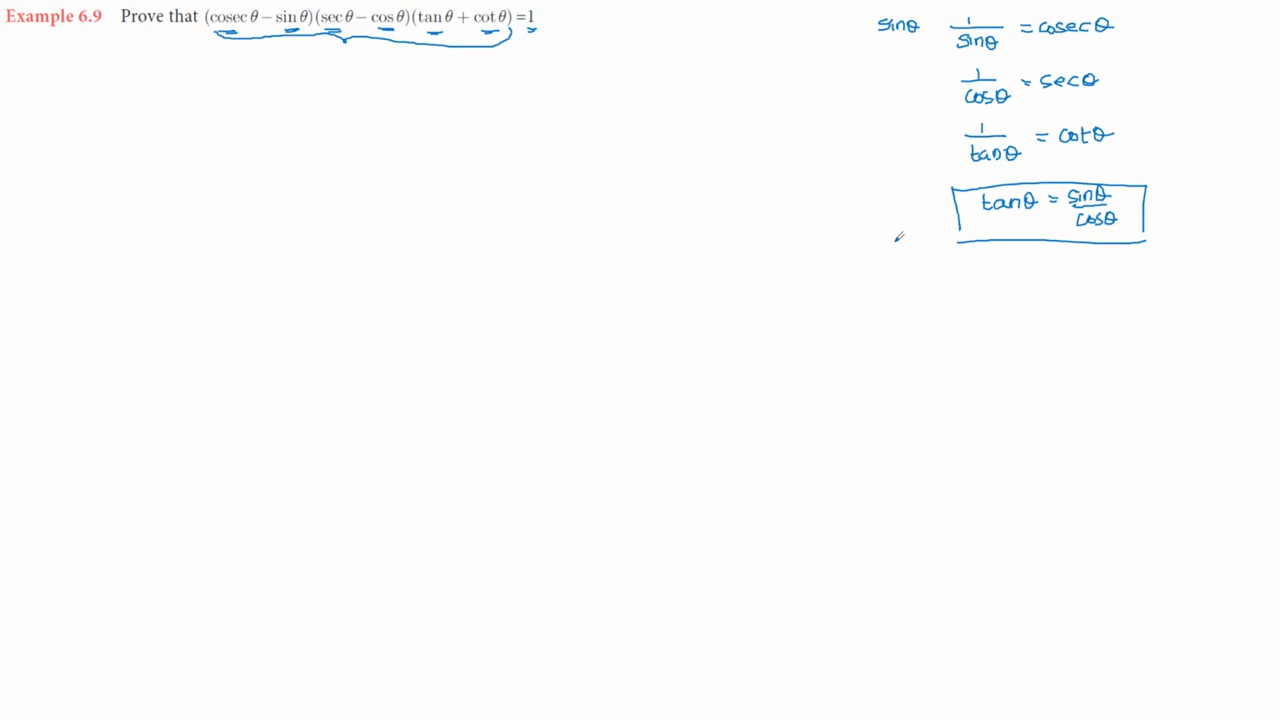 Example 6.9 Prove that (cosec θ − sin θ)(sec θ − cos θ)(tan θ + cot θ) = 1
sinθ 1/sinθ = cosec θ
1/cosθ = secθ
1/tanθ = cotθ
tanθ = sinθ/cosθ